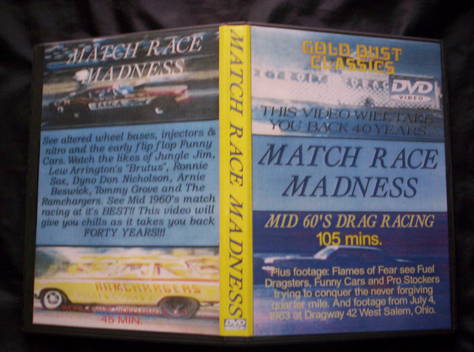 MATCH RACE
MADNESS
See altered wheel bases, injectors &
nitro and the early flip flop Funny
Cars. Watch the likes of Jungle Jim,
Lew Arrington's "Brutus", Ronnie
Sox, Dyno Don Nicholson, Arnie
Beswick, Tommy Grove and The
Ramchargers. See Mid 1960's match
racing at it's BEST!! This video will
give you chills as it takes you back
FORTY YEARS!!!
RAMCHARGERS
45 MIN.
MATCH RACE MADNESS
DVD
GOLD DUST
CLASSICS
DVD
VIDEO
THIS VIDEO WILL TAKE
YOU BACK 40 YEARS
MATCH RACE
MADNESS
MID 60'S DRAG RACING
105 mins.
Plus footage: Flames of Fear see Fuel
Dragsters, Funny Cars and Pro Stockers
trying to conquer the never forgiving
quarter mile. And footage from July 4,
1963 at Dragway 42 West Salem, Ohio.